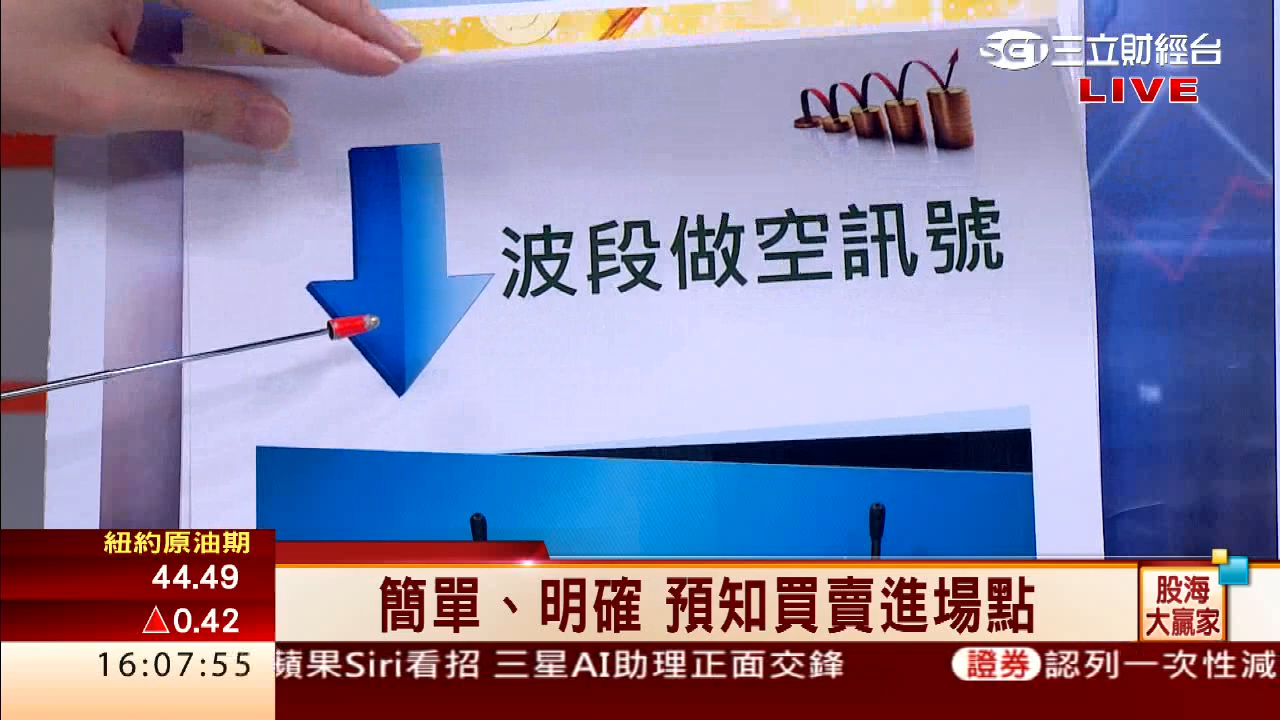 SET三立財經台
LIVE
波段做空訊號
紐約原油期
44.49
△0.42
簡單、明確 預知買賣進場點
股海
大贏家
16:07:55
蘋果Siri看招 三星AI助理正面交鋒
證券 認列一次性減